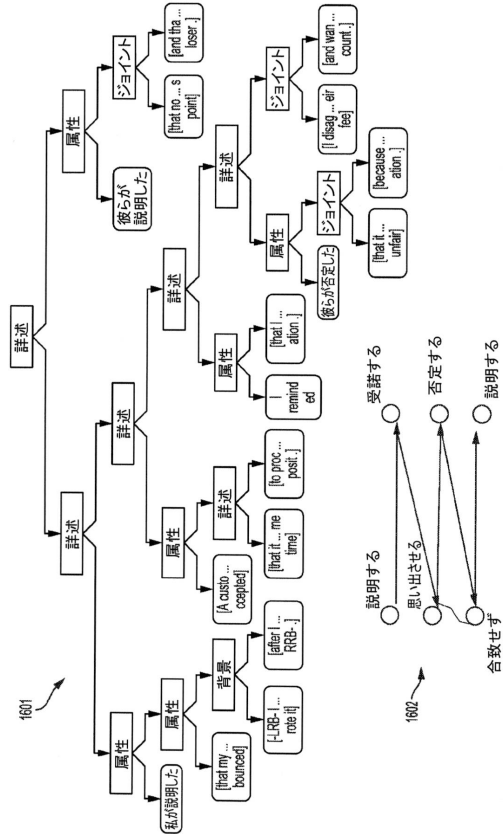 1601
詳述
詳述
属性
属性
詳述
彼らが
説明した
ジョイント
私が説明した
属性
属性
詳述
[that no ... s
point]
[and tha ...
loser .]
[that my ...
bounced]
背景
[A custo ...
ccepted]
詳述
属性
詳述
[-LRB- I ...
rote it]
[after I ...
RRB- .]
[that it ... me
time]
[to proc ...
posit .]
I
remind
ed
[that I ...
ation .]
属性
ジョイント
彼らが否定した
ジョイント
[I disag ... eir
fee]
[and wan ...
count .]
[that it ...
unfair]
[because ...
ation .]
1602
説明する
受諾する
思い出させる
否定する
合致せず
説明する